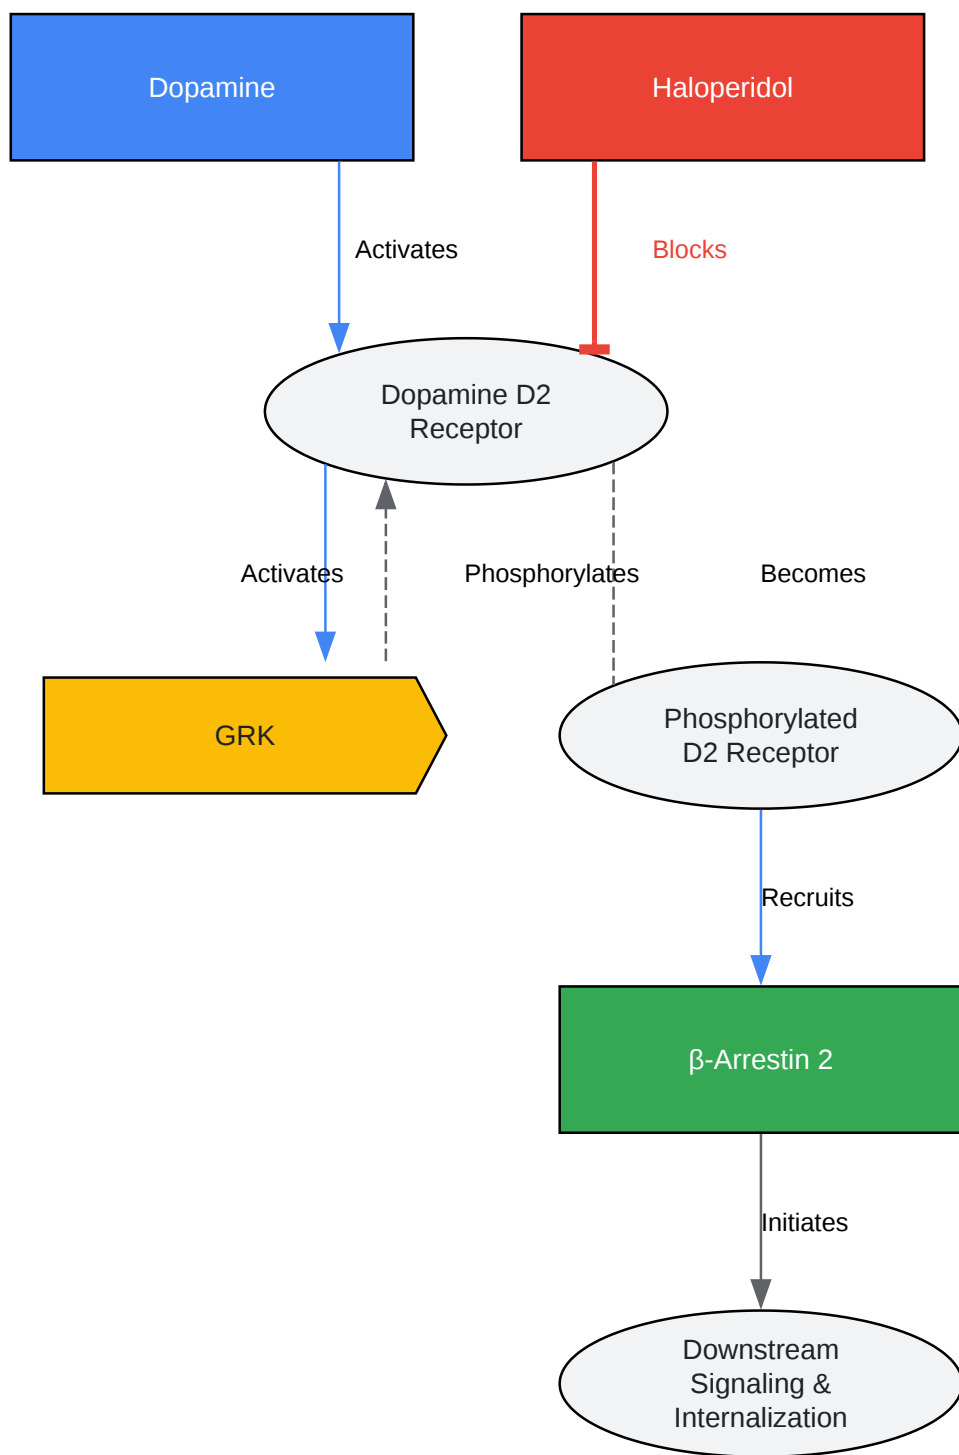 Dopamine
Haloperidol
Activates
Blocks
Dopamine D2
Receptor
Activates
Phosphorylates
Becomes
GRK
Phosphorylated
D2 Receptor
Recruits
β-Arrestin 2
Initiates
Downstream
Signaling &
Internalization